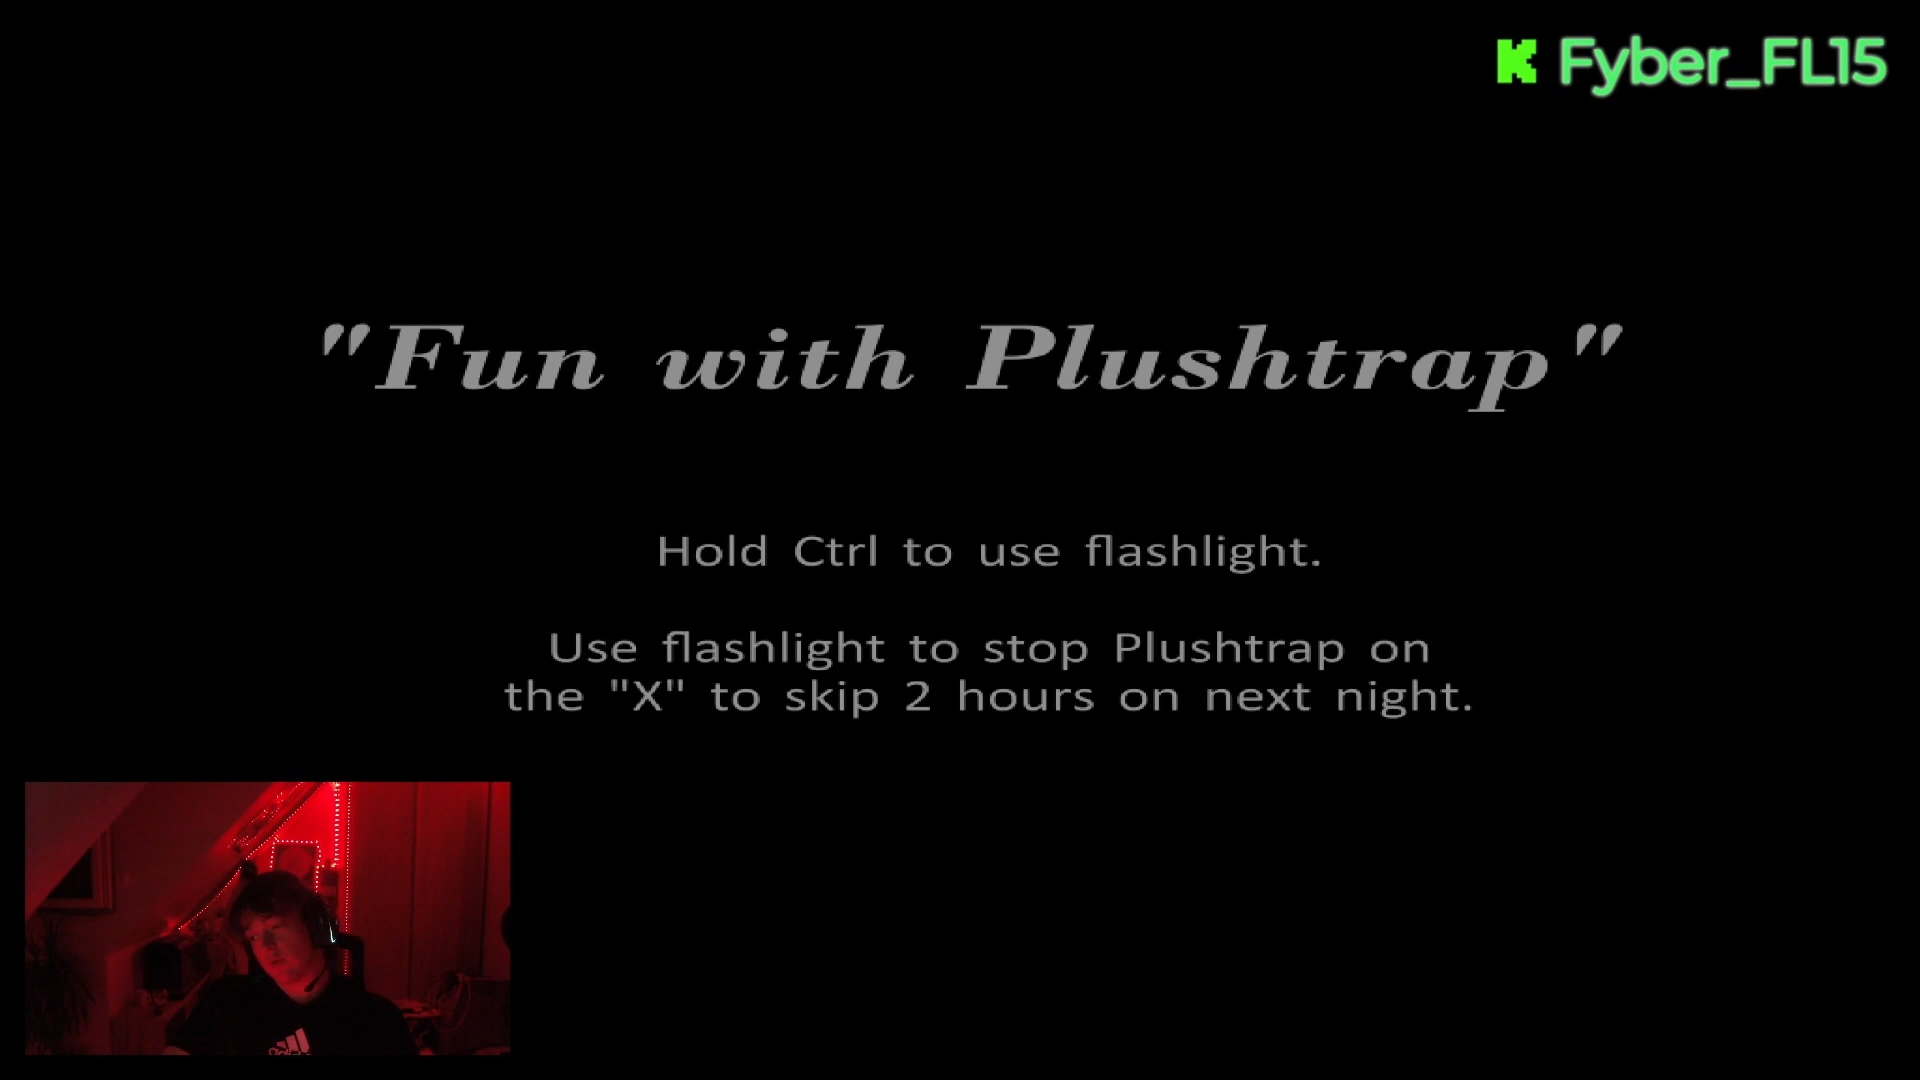 Fyber_FL15
"Fun with Plushtrap"
Hold Ctrl to use flashlight.
Use flashlight to stop Plushtrap on
the "X" to skip 2 hours on next night.